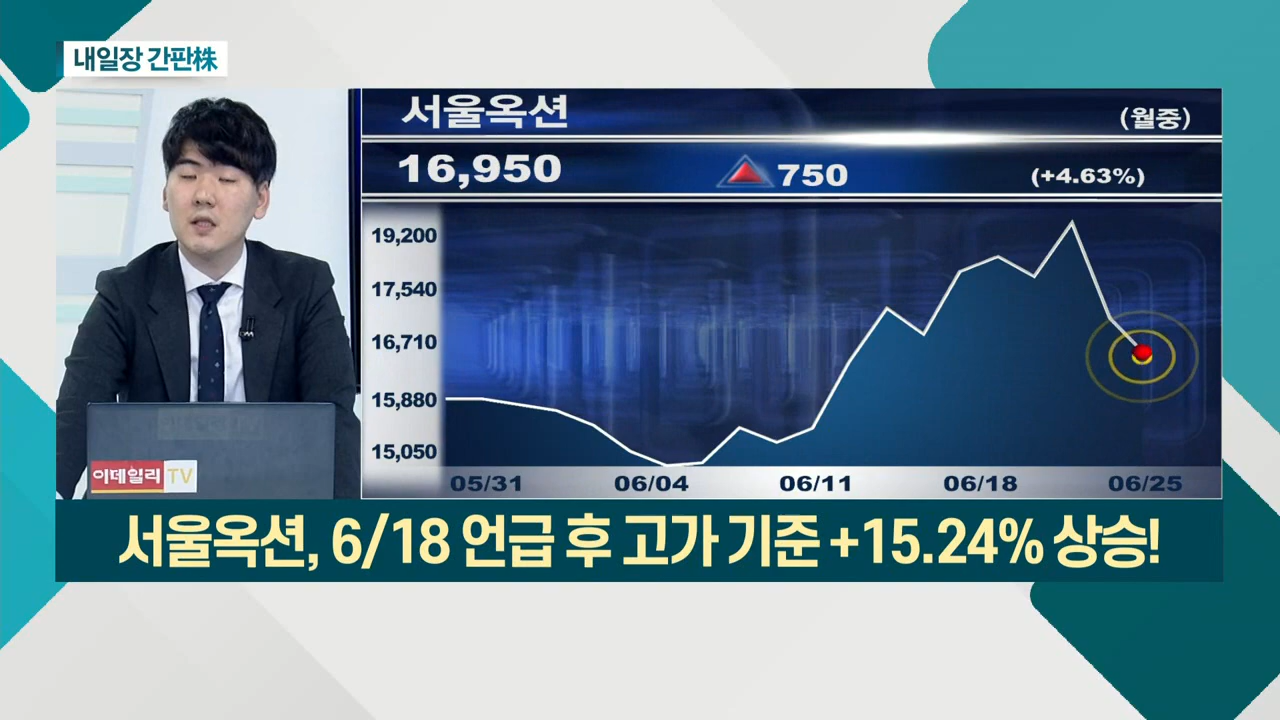 내일장 간판株
서울옥션
(월중)
16,950
750
(+4.63%)
19,200
17,540
16,710
15,880
15,050
05/31
06/04
06/11
06/18
06/25
이데일리 TV
서울옥션, 6/18 언급 후 고가 기준 +15.24% 상승!